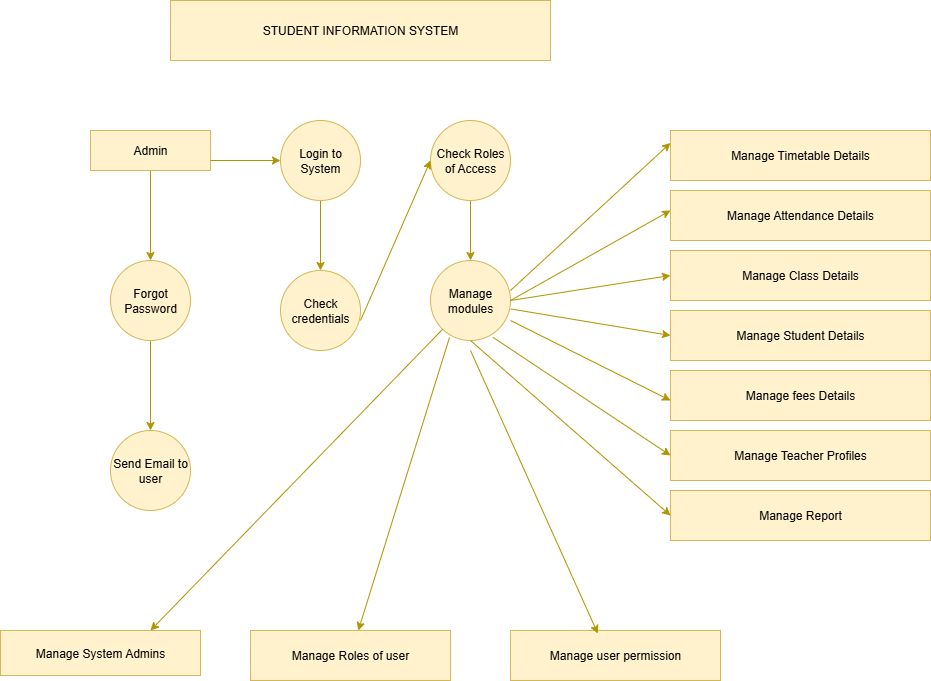 STUDENT INFORMATION SYSTEM
Admin
Login to
System
Check Roles
of Access
Manage Timetable Details
Manage Attendance Details
Manage Class Details
Forgot
Password
Check
credentials
Manage
modules
Manage Student Details
Manage fees Details
Manage Teacher Profiles
Send Email to
user
Manage Report
Manage System Admins
Manage Roles of user
Manage user permission